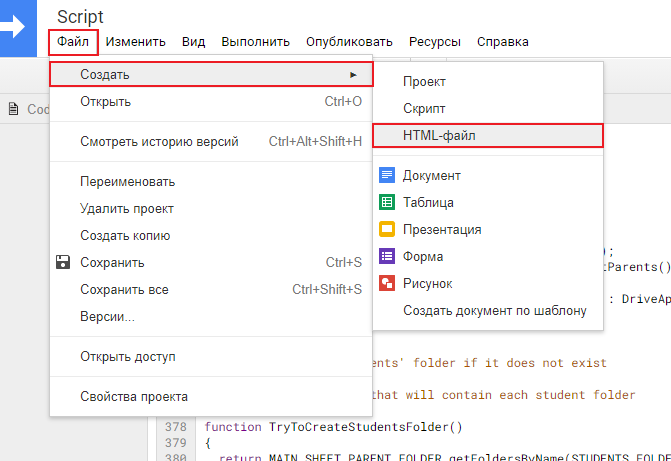 Script
Файл Изменить Вид Выполнить Опубликовать Ресурсы Справка
Создать ►
Открыть Ctrl+O
Смотреть историю версий Ctrl+Alt+Shift+H
Переименовать
Удалить проект
Создать копию
Сохранить Ctrl+S
Сохранить все Ctrl+Shift+S
Версии...
Открыть доступ
Свойства проекта
Проект
Скрипт
HTML-файл
Документ
Таблица
Презентация
Форма
Рисунок
Создать документ по шаблону
Cod
);
tParents()
: DriveAp
ents' folder if it does not exist
that will contain each student folder
378 function TryToCreateStudentsFolder()
379 {
380 return MAIN_SHEET_PARENT_FOLDER.getFoldersByName(STUDENTS_FOLDE